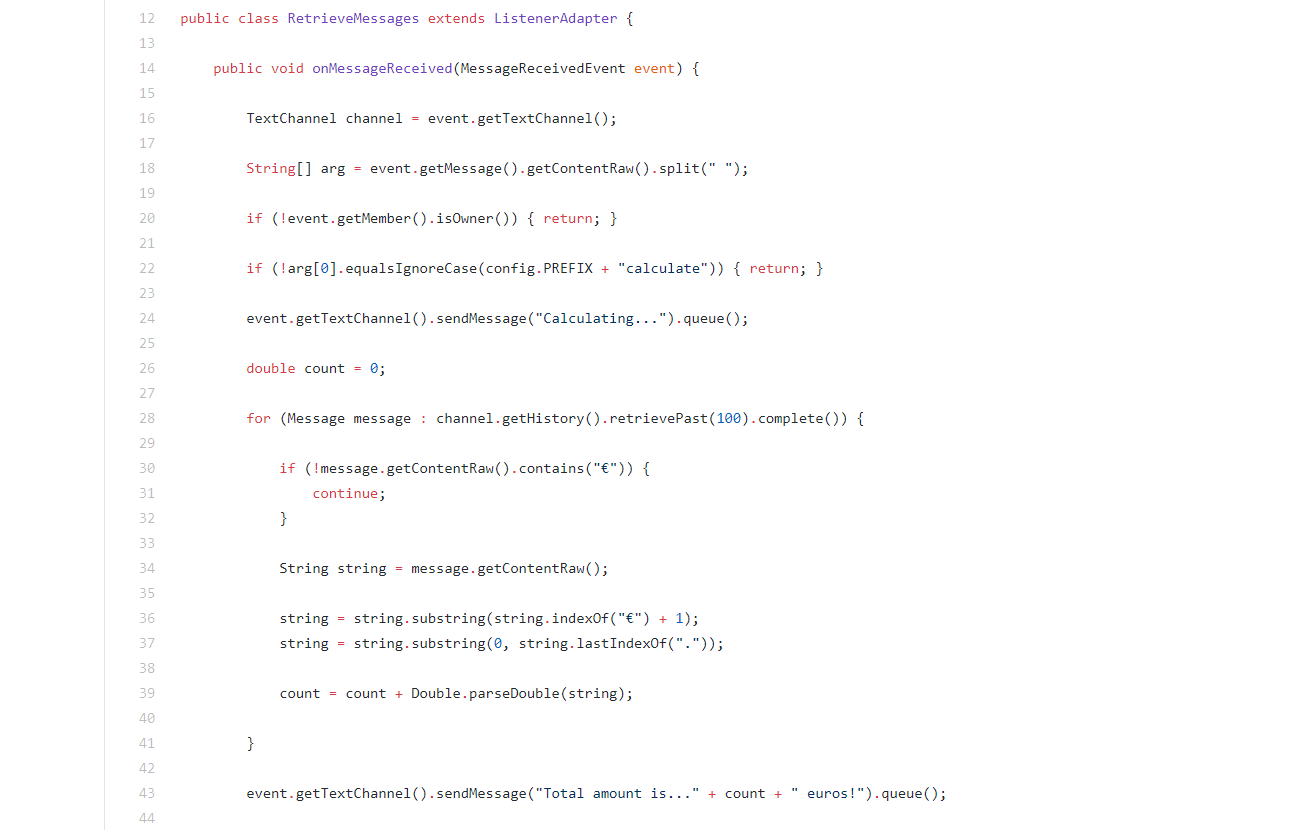 12 public class RetrieveMessages extends ListenerAdapter {
13
14 public void onMessageReceived(MessageReceivedEvent event) {
15
16 TextChannel channel = event.getTextChannel();
17
18 String[] arg = event.getMessage().getContentRaw().split(" ");
19
20 if (!event.getMember().isOwner()) { return; }
21
22 if (!arg[0].equalsIgnoreCase(config.PREFIX + "calculate")) { return; }
23
24 event.getTextChannel().sendMessage("Calculating...").queue();
25
26 double count = 0;
27
28 for (Message message : channel.getHistory().retrievePast(100).complete()) {
29
30 if (!message.getContentRaw().contains("€")) {
31 continue;
32 }
33
34 String string = message.getContentRaw();
35
36 string = string.substring(string.indexOf("€") + 1);
37 string = string.substring(0, string.lastIndexOf("."));
38
39 count = count + Double.parseDouble(string);
40
41 }
42
43 event.getTextChannel().sendMessage("Total amount is..." + count + " euros!").queue();
44